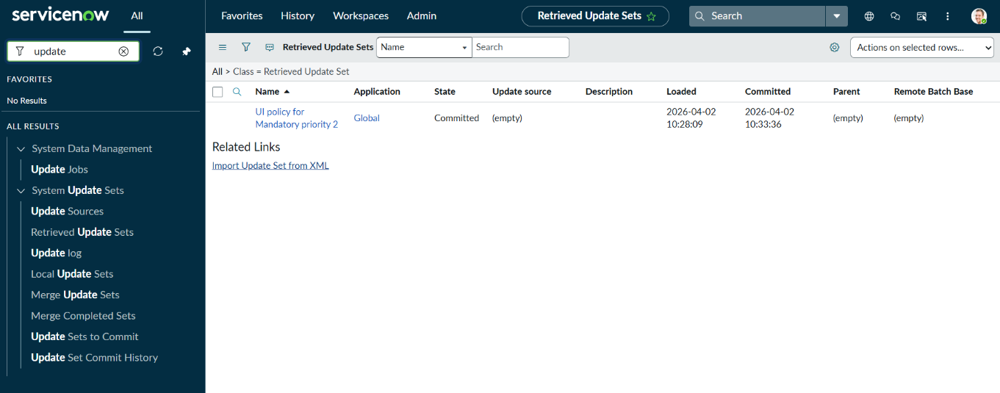 servicenow
All
Favorites
History
Workspaces
Admin
Retrieved Update Sets
Search
update
FAVORITES
No Results
ALL RESULTS
System Data Management
Update Jobs
System Update Sets
Update Sources
Retrieved Update Sets
Update log
Local Update Sets
Merge Update Sets
Merge Completed Sets
Update Sets to Commit
Update Set Commit History
Retrieved Update Sets
Name
Search
Actions on selected rows...
All > Class = Retrieved Update Set
Name
Application
State
Update source
Description
Loaded
Committed
Parent
Remote Batch Base
UI policy for
Mandatory priority 2
Global
Committed
(empty)
2026-04-02
10:28:09
2026-04-02
10:33:36
(empty)
(empty)
Related Links
Import Update Set from XML